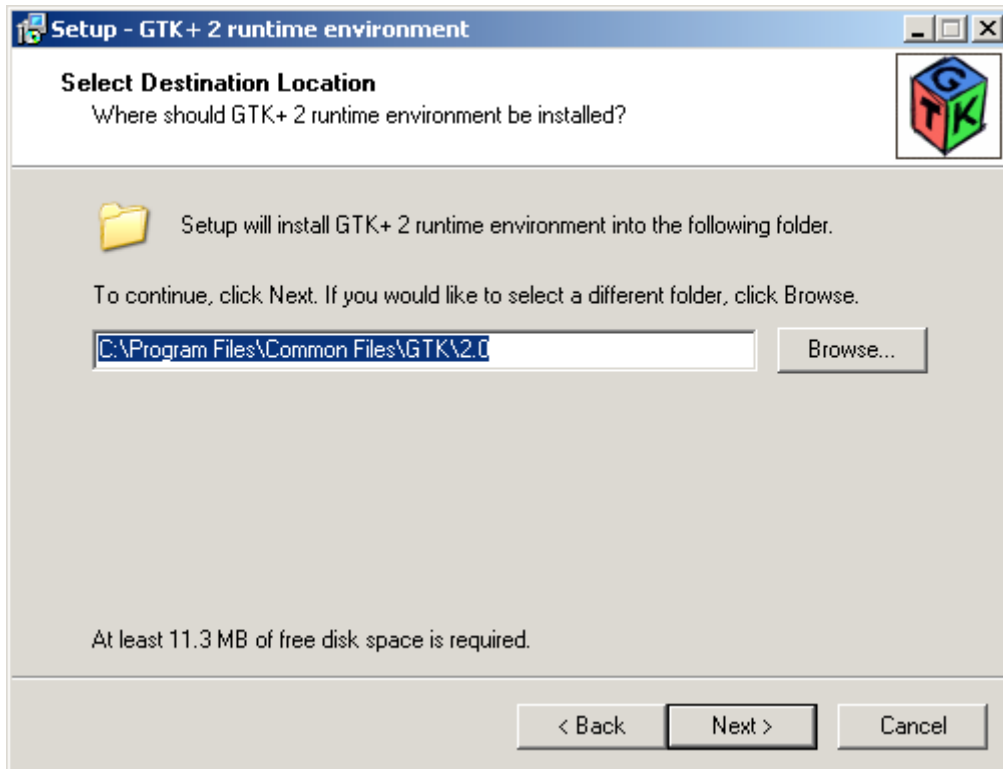 Setup - GTK+ 2 runtime environment
Select Destination Location
Where should GTK+ 2 runtime environment be installed?
G
T K
Setup will install GTK+ 2 runtime environment into the following folder.
To continue, click Next. If you would like to select a different folder, click Browse.
C:\Program Files\Common Files\GTK\2.0
Browse...
At least 11.3 MB of free disk space is required.
< Back
Next >
Cancel